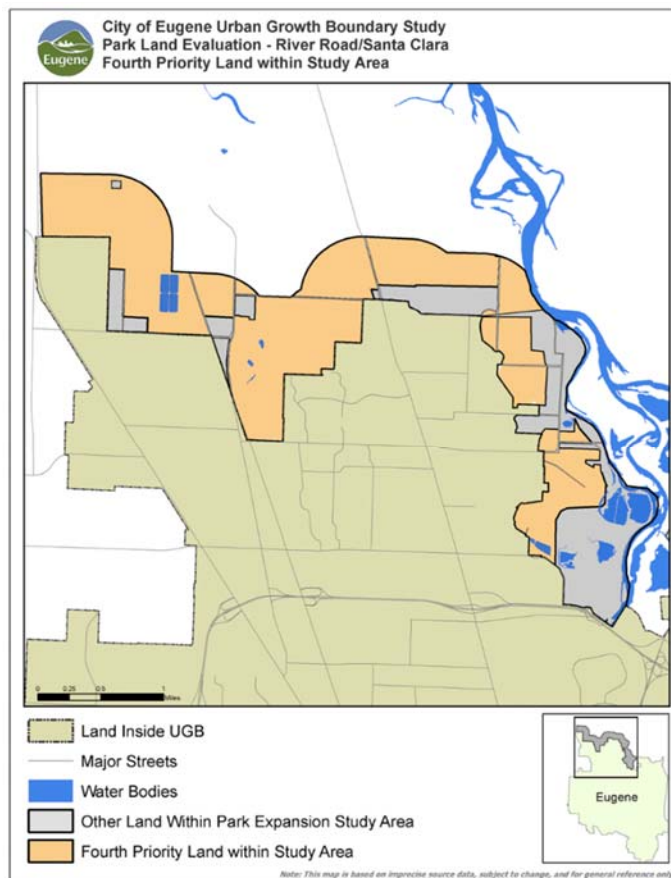 City of Eugene Urban Growth Boundary Study
Park Land Evaluation - River Road/Santa Clara
Fourth Priority Land within Study Area
Eugene
0 0.25 0.5 1
Miles
Land Inside UGB
Major Streets
Water Bodies
Other Land Within Park Expansion Study Area
Fourth Priority Land within Study Area
Eugene
Note: This map is based on imprecise source data, subject to change, and for general reference only.